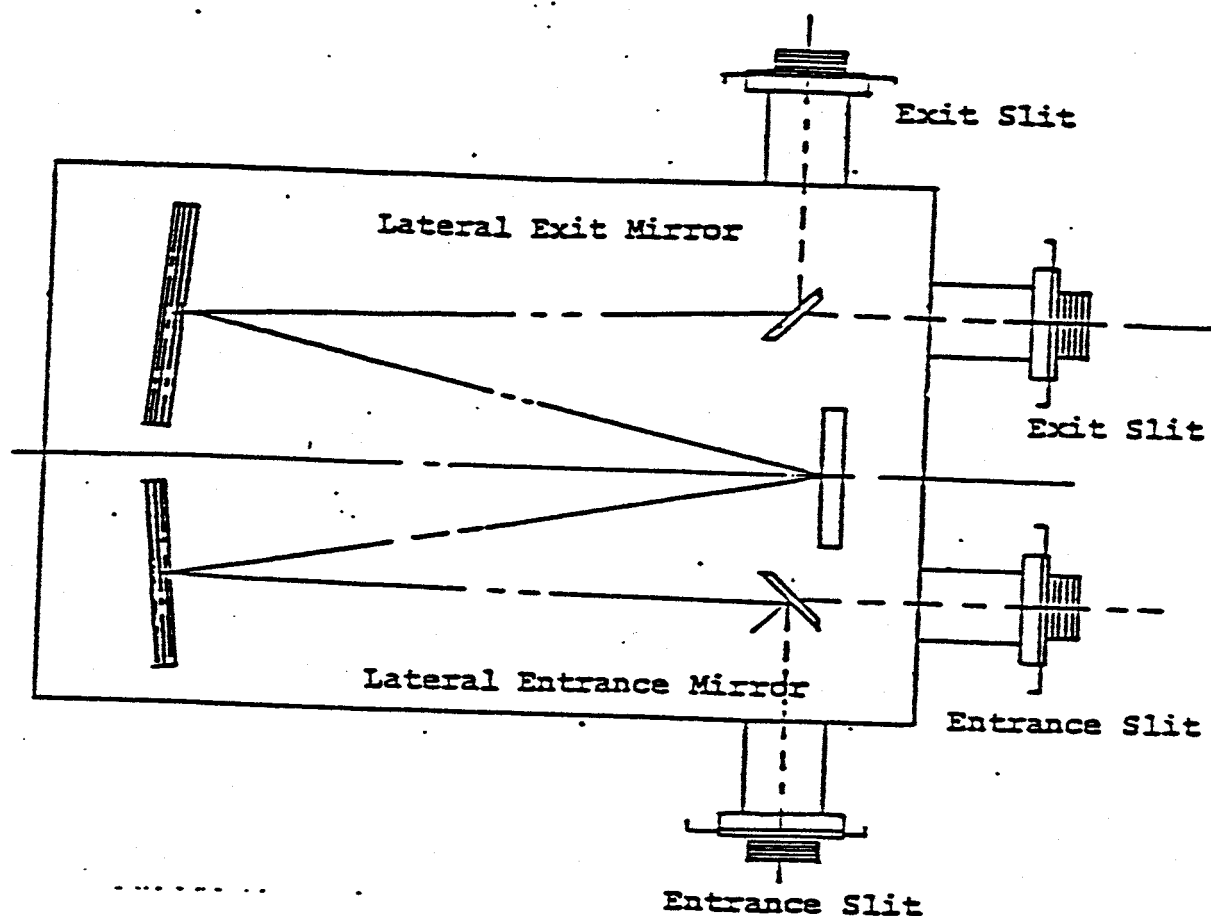 Exit Slit
Lateral Exit Mirror
Exit Slit
Lateral Entrance Mirror
Entrance Slit
Entrance Slit